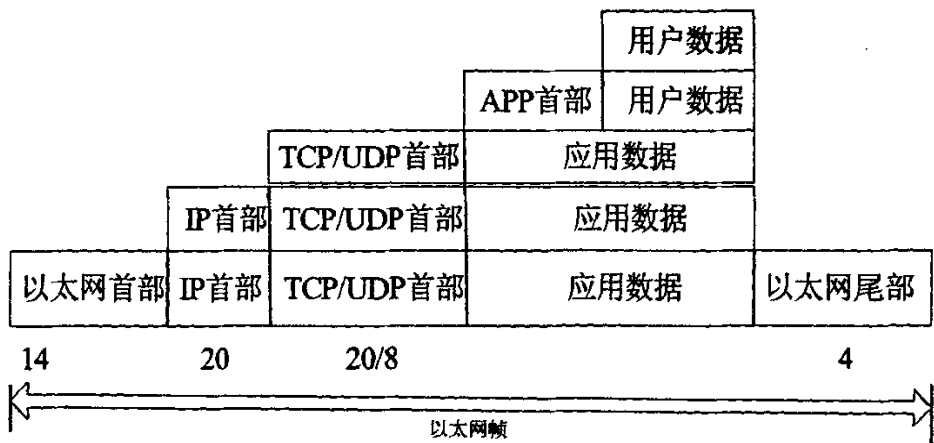 用户数据
APP首部 用户数据
TCP/UDP首部 应用数据
IP首部 TCP/UDP首部 应用数据
以太网首部 IP首部 TCP/UDP首部 应用数据 以太网尾部
14 20 20/8 4
以太网帧